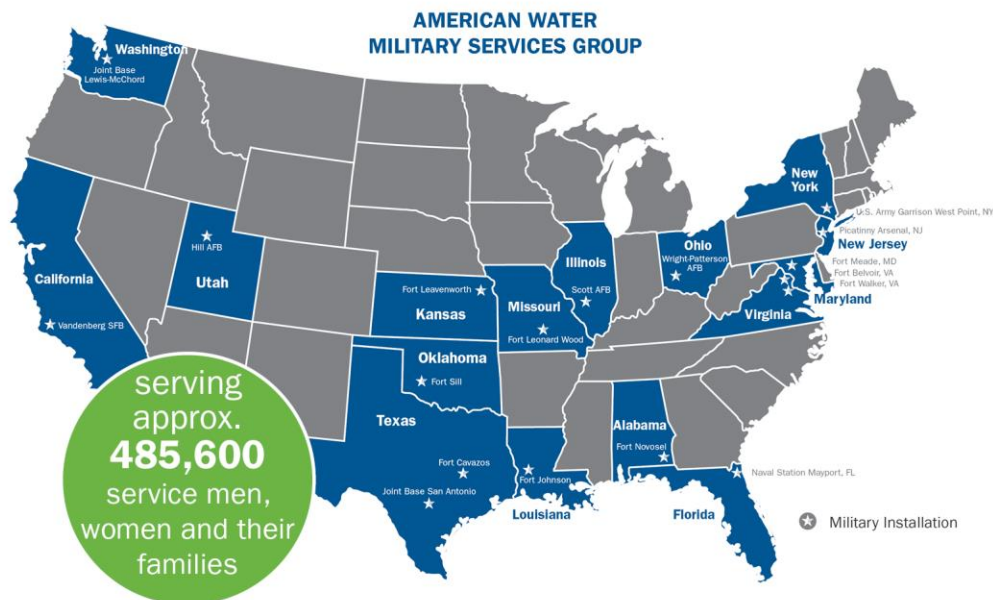 AMERICAN WATER
MILITARY SERVICES GROUP
Washington
Joint Base
Lewis-McChord
New
York
U.S. Army Garrison West Point, NY
Picatinny Arsenal, NJ
New Jersey
Hill AFB
Utah
California
Vandenberg SFB
Fort Leavenworth
Kansas
Missouri
Fort Leonard Wood
Illinois
Scott AFB
Ohio
Wright-Patterson
AFB
Fort Meade, MD
Fort Belvoir, VA
Fort Walker, VA
Maryland
Virginia
Oklahoma
Fort Sill
Texas
Fort Cavazos
Joint Base San Antonio
Fort Johnson
Louisiana
Alabama
Fort Novosel
Naval Station Mayport, FL
Florida
Military Installation
serving
approx.
485,600
service men,
women and their
families